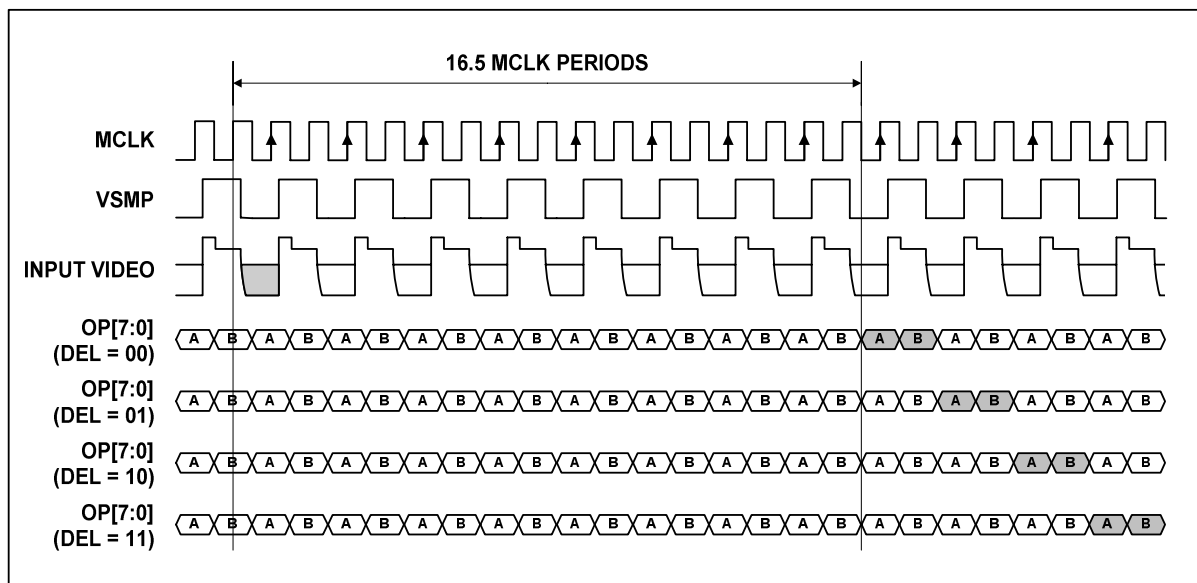 16.5 MCLK PERIODS
MCLK
VSMP
INPUT VIDEO
OP[7:0]
(DEL = 00)
A B A B A B A B A B A B A B A B A B A B A B A B A B
OP[7:0]
(DEL = 01)
A B A B A B A B A B A B A B A B A B A B A B A B A B
OP[7:0]
(DEL = 10)
A B A B A B A B A B A B A B A B A B A B A B A B A B
OP[7:0]
(DEL = 11)
A B A B A B A B A B A B A B A B A B A B A B A B A B